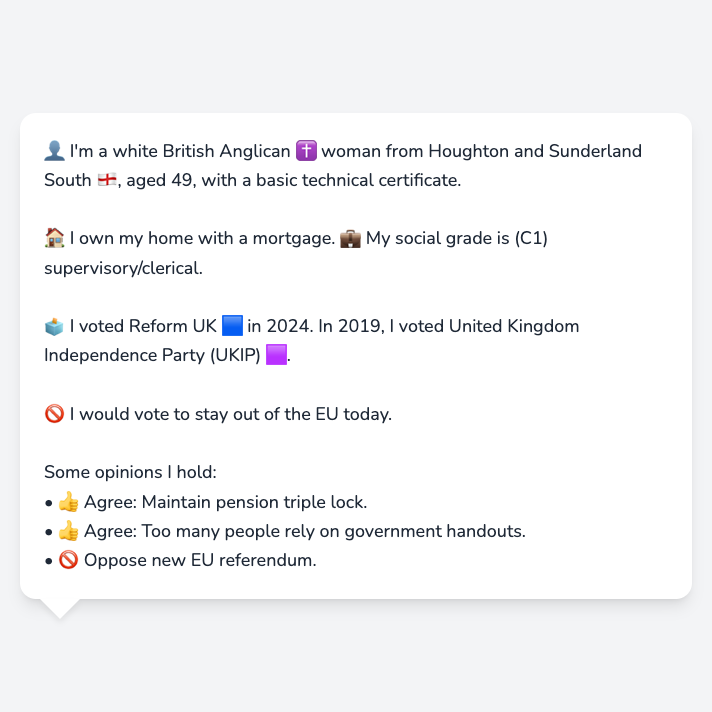 👤 I'm a white British Anglican ✝️ woman from Houghton and Sunderland
South 🏴󠁧󠁢󠁥󠁮󠁧󠁿, aged 49, with a basic technical certificate.
🏠 I own my home with a mortgage. 💼 My social grade is (C1)
supervisory/clerical.
🗳️ I voted Reform UK 🟦 in 2024. In 2019, I voted United Kingdom
Independence Party (UKIP) 🟪.
🚫 I would vote to stay out of the EU today.
Some opinions I hold:
• 👍 Agree: Maintain pension triple lock.
• 👍 Agree: Too many people rely on government handouts.
• 🚫 Oppose new EU referendum.